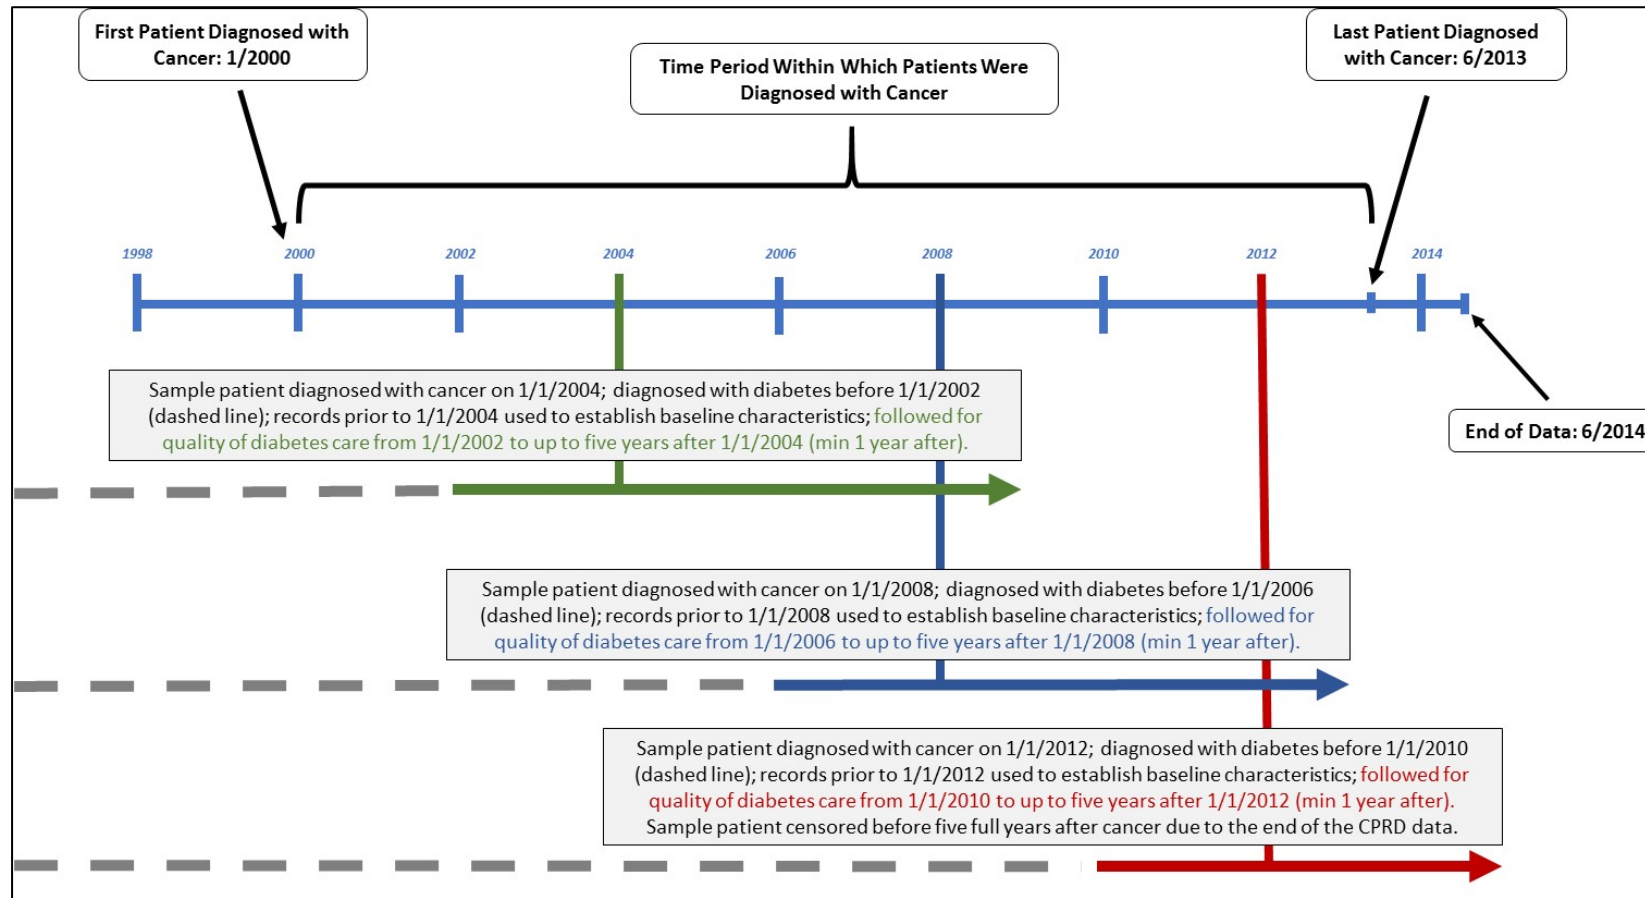 First Patient Diagnosed with
Cancer: 1/2000
Time Period Within Which Patients Were
Diagnosed with Cancer
Last Patient Diagnosed
with Cancer: 6/2013
1998
2000
2002
2004
2006
2008
2010
2012
2014
End of Data: 6/2014
Sample patient diagnosed with cancer on 1/1/2004; diagnosed with diabetes before 1/1/2002
(dashed line); records prior to 1/1/2004 used to establish baseline characteristics; followed for
quality of diabetes care from 1/1/2002 to up to five years after 1/1/2004 (min 1 year after).
Sample patient diagnosed with cancer on 1/1/2008; diagnosed with diabetes before 1/1/2006
(dashed line); records prior to 1/1/2008 used to establish baseline characteristics; followed for
quality of diabetes care from 1/1/2006 to up to five years after 1/1/2008 (min 1 year after).
Sample patient diagnosed with cancer on 1/1/2012; diagnosed with diabetes before 1/1/2010
(dashed line); records prior to 1/1/2012 used to establish baseline characteristics; followed for
quality of diabetes care from 1/1/2010 to up to five years after 1/1/2012 (min 1 year after).
Sample patient censored before five full years after cancer due to the end of the CPRD data.